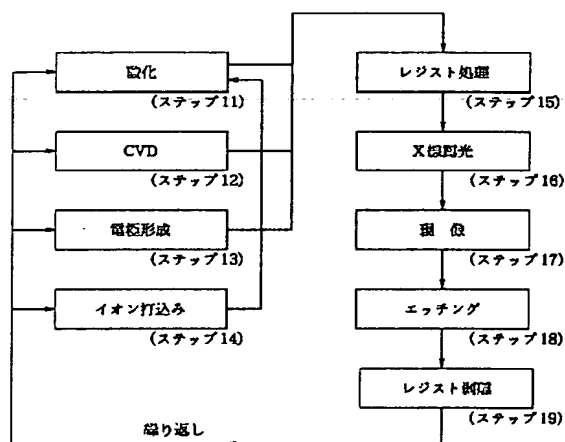 酸化
(ステップ11)
CVD
(ステップ12)
電極形成
(ステップ13)
イオン打込み
(ステップ14)
繰り返し
レジスト処理
(ステップ15)
X線露光
(ステップ16)
現 像
(ステップ17)
エッチング
(ステップ18)
レジスト剥離
(ステップ19)